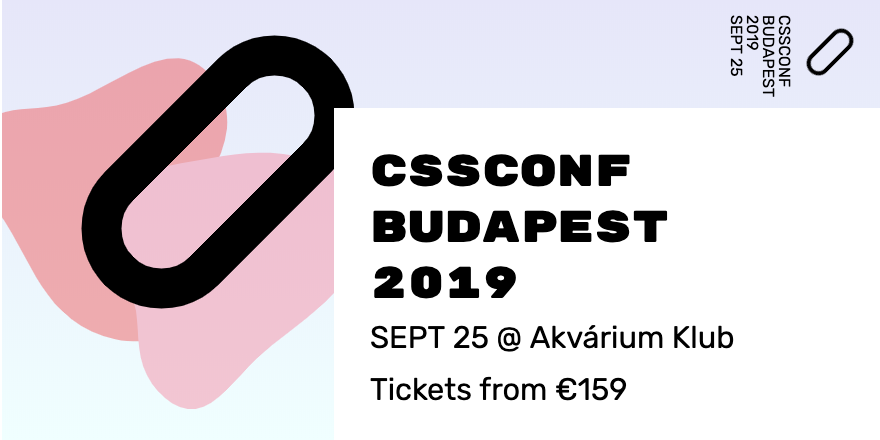 CSSCONF
BUDAPEST
2019
SEPT 25
CSSCONF
BUDAPEST
2019
SEPT 25 @ Akvárium Klub
Tickets from €159